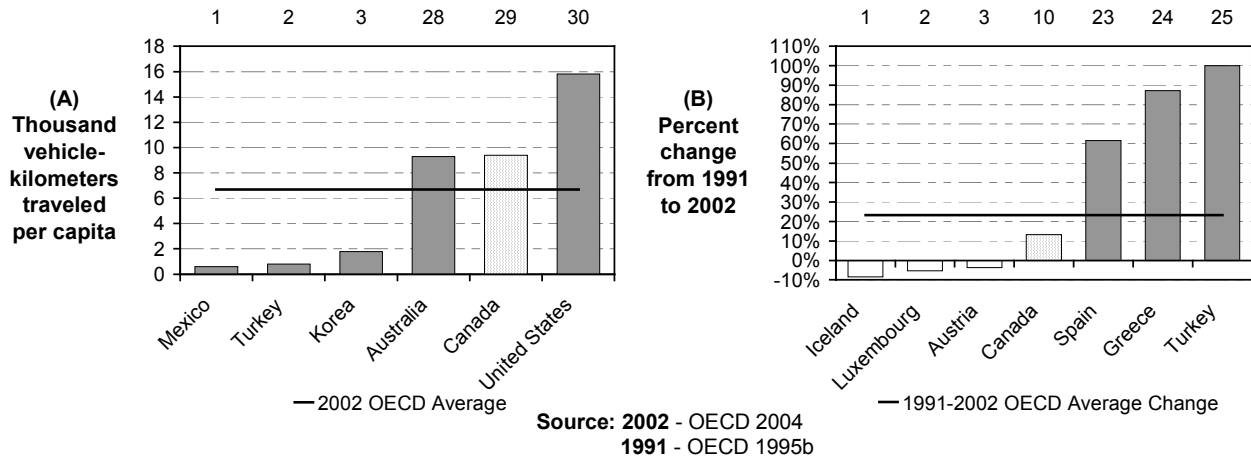 1 2 3 28 29 30
18
16
14
12
10
8
6
4
2
0
(A)
Thousand
vehicle-
kilometers
traveled
per capita
Mexico
Turkey
Korea
Australia
Canada
United States
2002 OECD Average
1 2 3 10 23 24 25
110%
100%
90%
80%
70%
60%
50%
40%
30%
20%
10%
0%
-10%
(B)
Percent
change
from 1991
to 2002
Iceland
Luxembourg
Austria
Canada
Spain
Greece
Turkey
1991-2002 OECD Average Change
Source: 2002 - OECD 2004
1991 - OECD 1995b